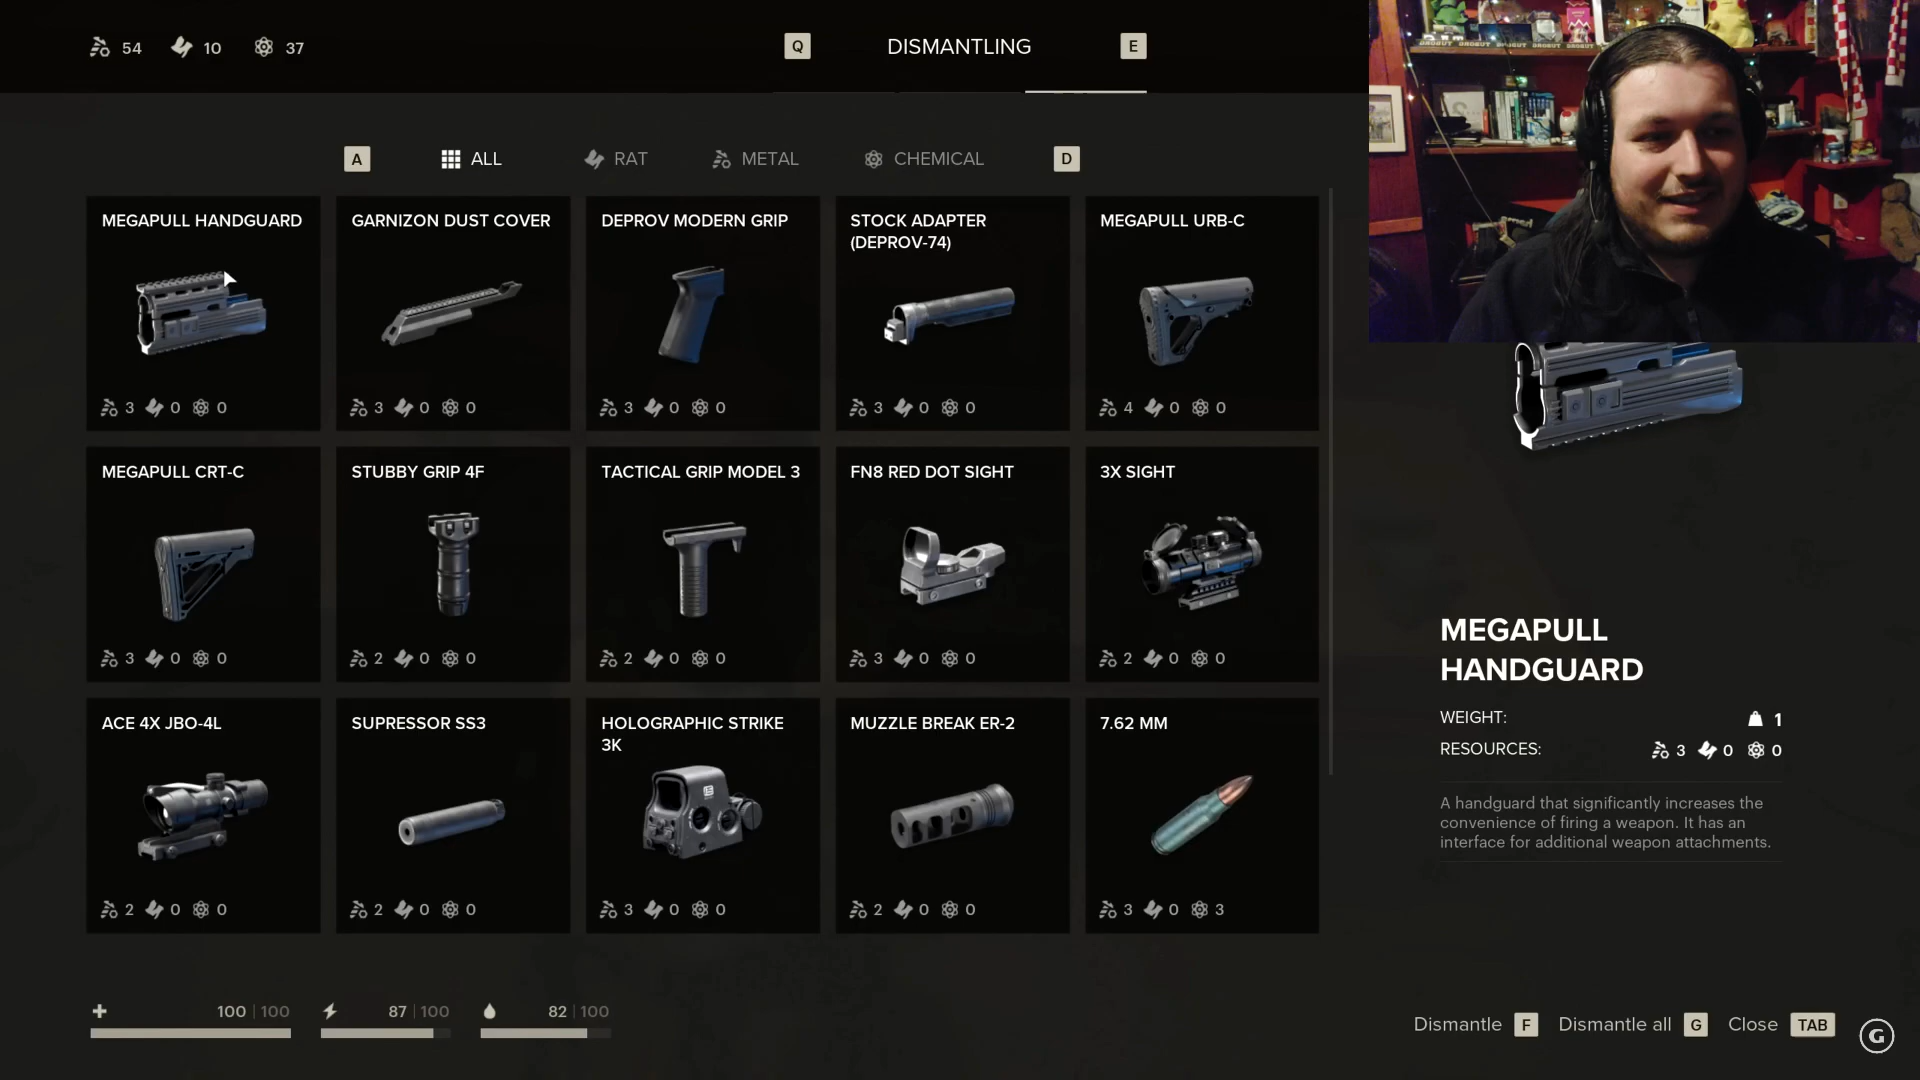 54 10 37
Q DISMANTLING E
A ALL RAT METAL CHEMICAL D
MEGAPULL HANDGUARD
3 0 0
GARNIZON DUST COVER
3 0 0
DEPROV MODERN GRIP
3 0 0
STOCK ADAPTER
(DEPROV-74)
3 0 0
MEGAPULL URB-C
4 0 0
MEGAPULL CRT-C
3 0 0
STUBBY GRIP 4F
2 0 0
TACTICAL GRIP MODEL 3
2 0 0
FN8 RED DOT SIGHT
3 0 0
3X SIGHT
2 0 0
ACE 4X JBO-4L
2 0 0
SUPRESSOR SS3
2 0 0
HOLOGRAPHIC STRIKE
3K
3 0 0
MUZZLE BREAK ER-2
2 0 0
7.62 MM
3 0 3
MEGAPULL
HANDGUARD
WEIGHT: 1
RESOURCES: 3 0 0
A handguard that significantly increases the
convenience of firing a weapon. It has an
interface for additional weapon attachments.
100 | 100 87 | 100 82 | 100
Dismantle F Dismantle all G Close TAB
G